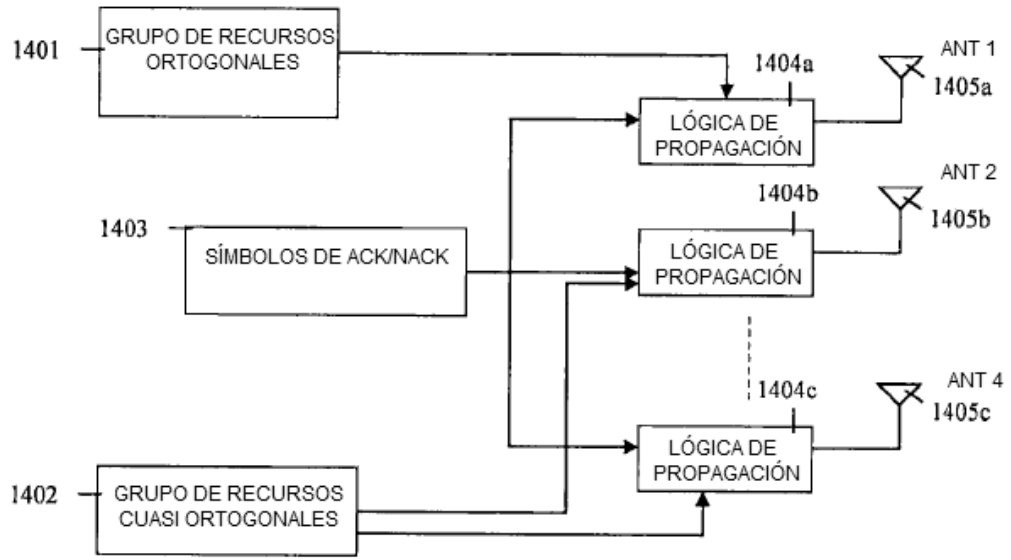 1401
GRUPO DE RECURSOS
ORTOGONALES
1404a
ANT 1
1405a
LÓGICA DE
PROPAGACIÓN
1403
SÍMBOLOS DE ACK/NACK
1404b
ANT 2
1405b
LÓGICA DE
PROPAGACIÓN
1404c
ANT 4
1405c
LÓGICA DE
PROPAGACIÓN
1402
GRUPO DE RECURSOS
CUASI ORTOGONALES